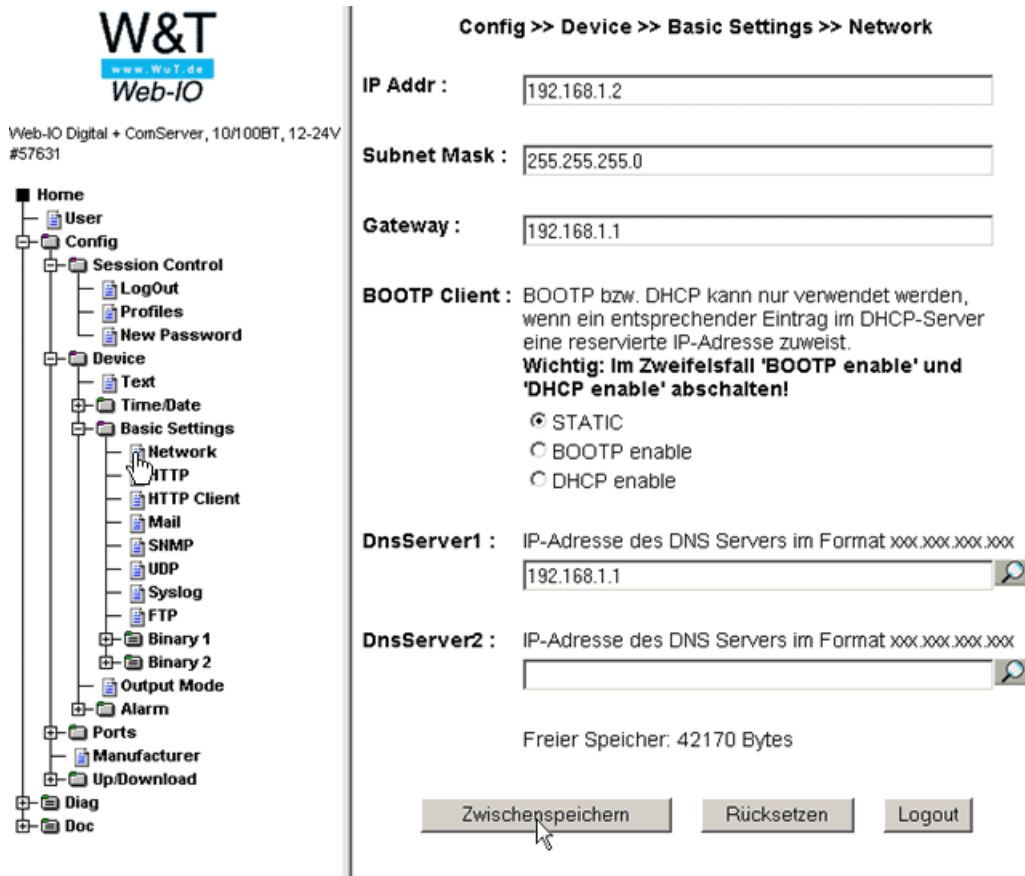 W&T
www.WuT.de
Web-IO
Web-IO Digital + ComServer, 10/100BT, 12-24V
#57631
Home
User
Config
Session Control
LogOut
Profiles
New Password
Device
Text
Time/Date
Basic Settings
Network
HTTP
HTTP Client
Mail
SNMP
UDP
Syslog
FTP
Binary 1
Binary 2
Output Mode
Alarm
Ports
Manufacturer
Up/Download
Diag
Doc
Config >> Device >> Basic Settings >> Network
IP Addr :
192.168.1.2
Subnet Mask :
255.255.255.0
Gateway :
192.168.1.1
BOOTP Client : BOOTP bzw. DHCP kann nur verwendet werden,
wenn ein entsprechender Eintrag im DHCP-Server
eine reservierte IP-Adresse zuweist.
Wichtig: Im Zweifelsfall 'BOOTP enable' und
'DHCP enable' abschalten!
STATIC
BOOTP enable
DHCP enable
DnsServer1 : IP-Adresse des DNS Servers im Format xxx.xxx.xxx.xxx
192.168.1.1
DnsServer2 : IP-Adresse des DNS Servers im Format xxx.xxx.xxx.xxx
Freier Speicher: 42170 Bytes
Zwischenspeichern Rücksetzen Logout